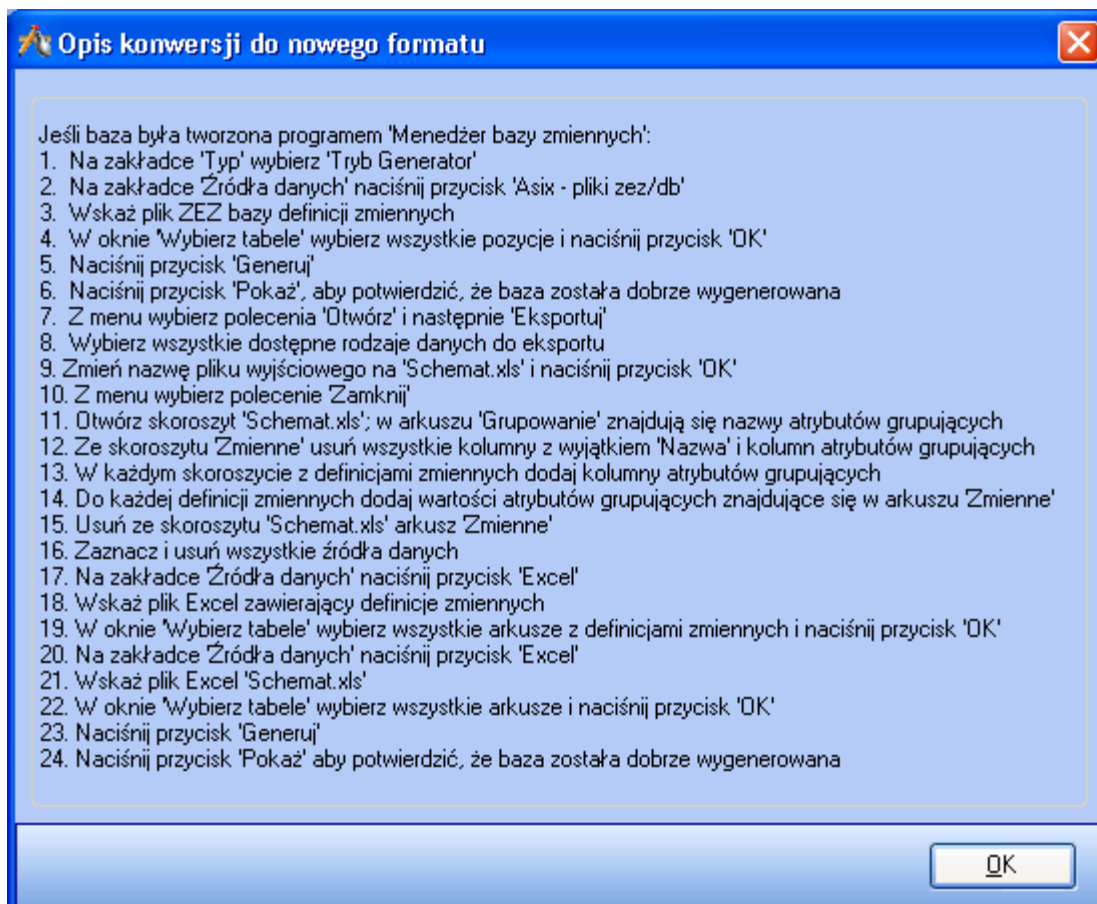 Opis konwersji do nowego formatu
Jeśli baza była tworzona programem 'Menedżer bazy zmiennych':
1. Na zakładce 'Typ' wybierz 'Tryb Generator'
2. Na zakładce 'Źródła danych' naciśnij przycisk 'Asix - pliki zez/db'
3. Wskaż plik ZEZ bazy definicji zmiennych
4. W oknie 'Wybierz tabele' wybierz wszystkie pozycje i naciśnij przycisk 'OK'
5. Naciśnij przycisk 'Generuj'
6. Naciśnij przycisk 'Pokaż', aby potwierdzić, że baza została dobrze wygenerowana
7. Z menu wybierz polecenia 'Otwórz' i następnie 'Eksportuj'
8. Wybierz wszystkie dostępne rodzaje danych do eksportu
9. Zmień nazwę pliku wyjściowego na 'Schemat.xls' i naciśnij przycisk 'OK'
10. Z menu wybierz polecenie 'Zamknij'
11. Otwórz skoroszyt 'Schemat.xls'; w arkuszu 'Grupowanie' znajdują się nazwy atrybutów grupujących
12. Ze skoroszytu 'Zmienne' usuń wszystkie kolumny z wyjątkiem 'Nazwa' i kolumn atrybutów grupujących
13. W każdym skoroszycie z definicjami zmiennych dodaj kolumny atrybutów grupujących
14. Do każdej definicji zmiennych dodaj wartości atrybutów grupujących znajdujące się w arkuszu 'Zmienne'
15. Usuń ze skoroszytu 'Schemat.xls' arkusz 'Zmienne'
16. Zaznacz i usuń wszystkie źródła danych
17. Na zakładce 'Źródła danych' naciśnij przycisk 'Excel'
18. Wskaż plik Excel zawierający definicje zmiennych
19. W oknie 'Wybierz tabele' wybierz wszystkie arkusze z definicjami zmiennych i naciśnij przycisk 'OK'
20. Na zakładce 'Źródła danych' naciśnij przycisk 'Excel'
21. Wskaż plik Excel 'Schemat.xls'
22. W oknie 'Wybierz tabele' wybierz wszystkie arkusze i naciśnij przycisk 'OK'
23. Naciśnij przycisk 'Generuj'
24. Naciśnij przycisk 'Pokaż' aby potwierdzić, że baza została dobrze wygenerowana
OK